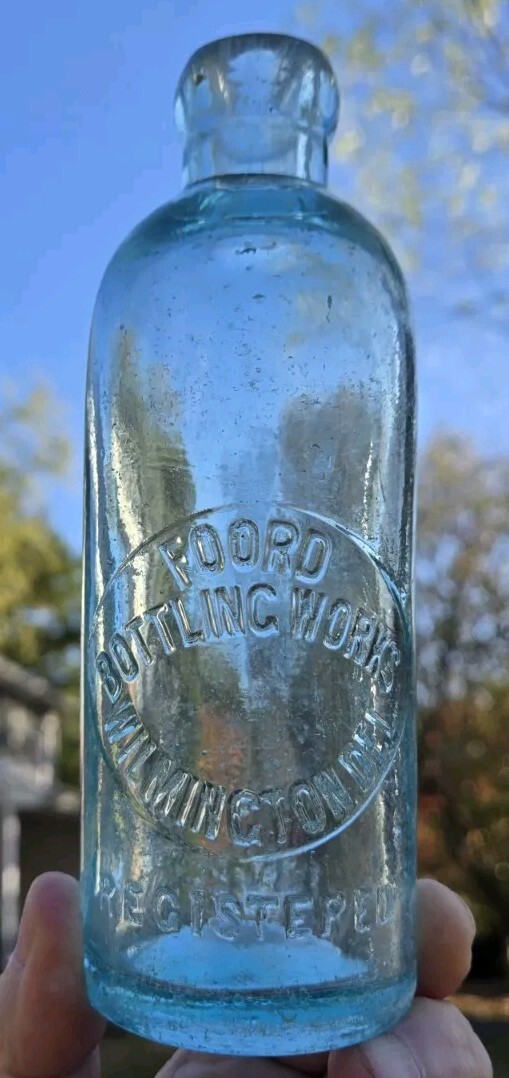 FOORD
BOTTLING WORKS
WILMINGTON DEL.
REGISTERED